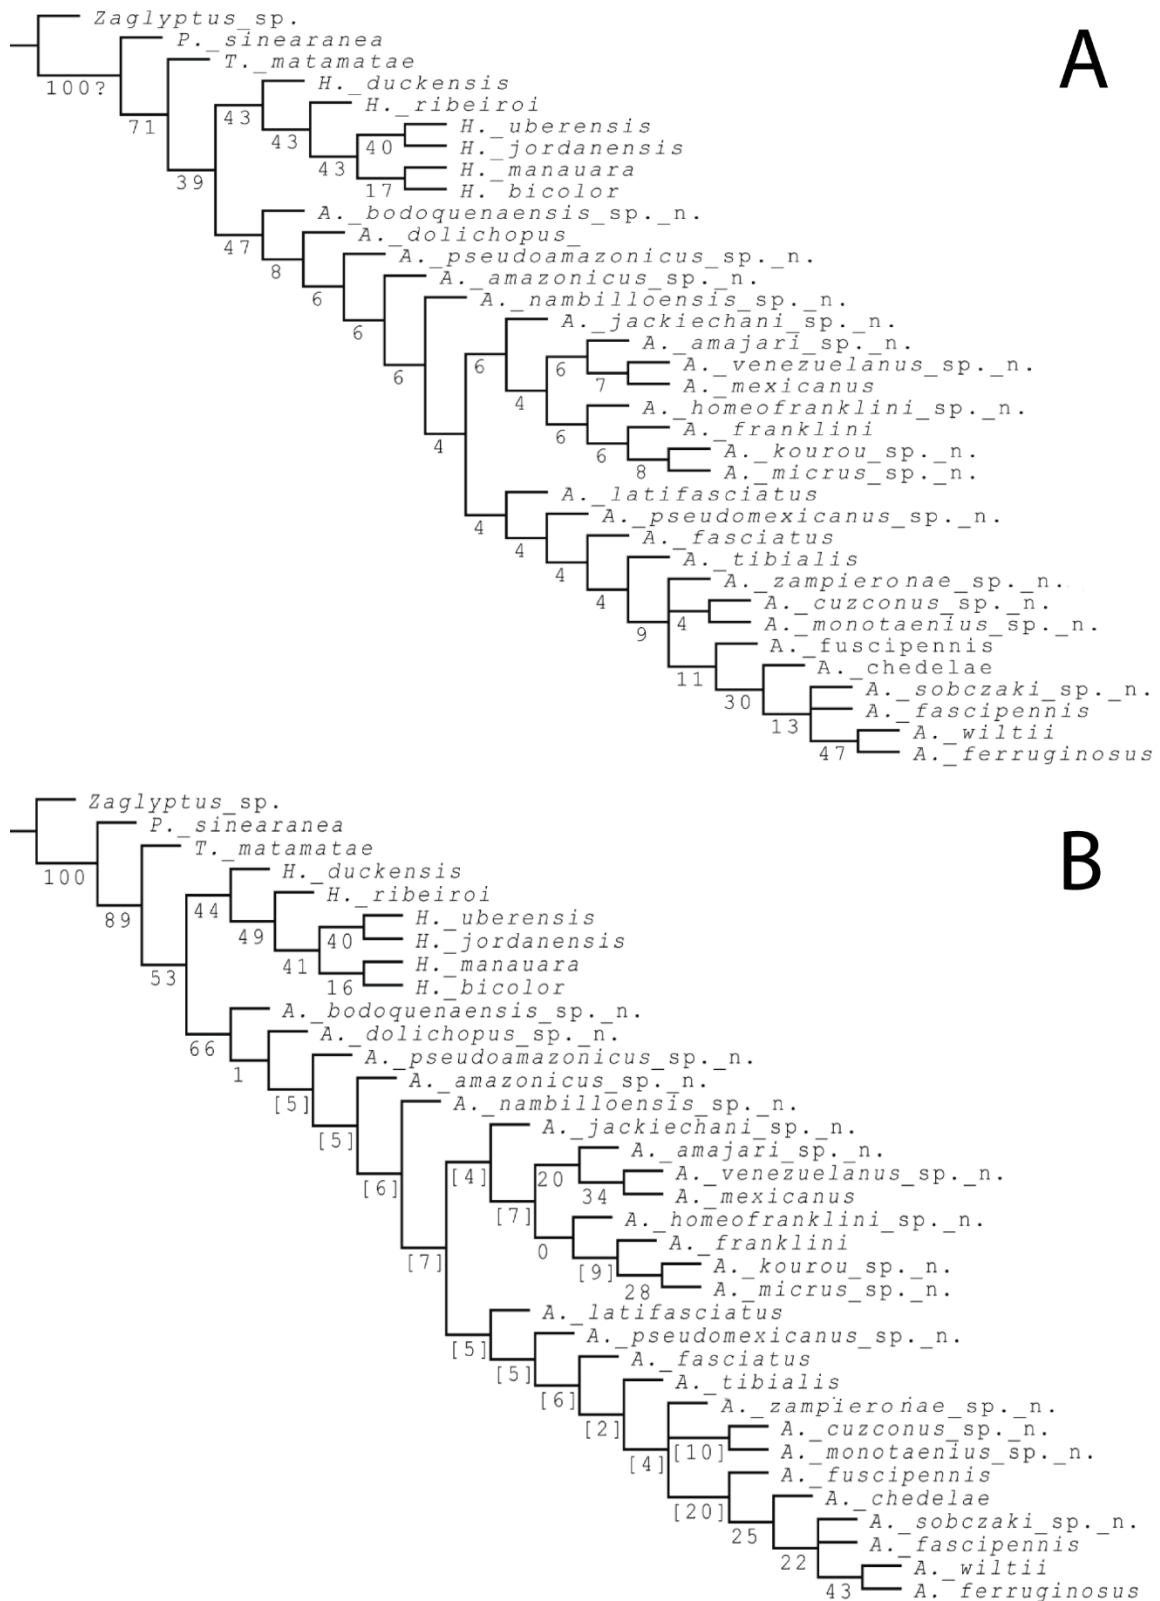 Zaglyptus_sp.
A
P._sinearanea
T._matamatae
100?
H._duckensis
H._ribeiroi
71
43
H._uberensis
43
40
H._jordanensis
43
H._manauara
39
17
H._bicolor
A._bodoquenaensis_sp._n.
A._dolichopus_
47
A._pseudoamazonicus_sp._n.
8
A._amazonicus_sp._n.
6
A._nambilloensis_sp._n.
6
A._jackiechani_sp._n.
A._amajari_sp._n.
6
6
6
A._venezuelanus_sp._n.
7
A._mexicanus
4
A._homeofranklini_sp._n.
A._franklini
6
4
6
A._kourou_sp._n.
8
A._micrus_sp._n.
A._latifasciatus
A._pseudomexicanus_sp._n.
4
A._fasciatus
4
A._tibialis
4
A._zampieronae_sp._n.
4
A._cuzconus_sp._n.
4
A._monotaenius_sp._n.
9
A._fuscipennis
A._chedelae
11
A._sobczaki_sp._n.
30
A._fascipennis
13
A._wiltii
47
A._ferruginosus
Zaglyptus_sp.
B
P._sinearanea
T._matamatae
H._duckensis
100
H._ribeiroi
89
44
H._uberensis
49
40
H._jordanensis
41
H._manauara
53
16
H._bicolor
A._bodoquenaensis_sp._n.
A._dolichopus_sp._n.
66
A._pseudoamazonicus_sp._n.
1
A._amazonicus_sp._n.
[5]
A._nambilloensis_sp._n.
[5]
A._jackiechani_sp._n.
A._amajari_sp._n.
[4]
20
A._venezuelanus_sp._n.
[6]
34
A._mexicanus
[7]
A._homeofranklini_sp._n.
A._franklini
[7]
0
[9]
A._kourou_sp._n.
28
A._micrus_sp._n.
A._latifasciatus
A._pseudomexicanus_sp._n.
[5]
A._fasciatus
[5]
A._tibialis
[6]
A._zampieronae_sp._n.
[2]
A._cuzconus_sp._n.
[10]
A._monotaenius_sp._n.
[4]
A._fuscipennis
A._chedelae
[20]
A._sobczaki_sp._n.
25
A._fascipennis
22
A._wiltii
43
A._ferruginosus